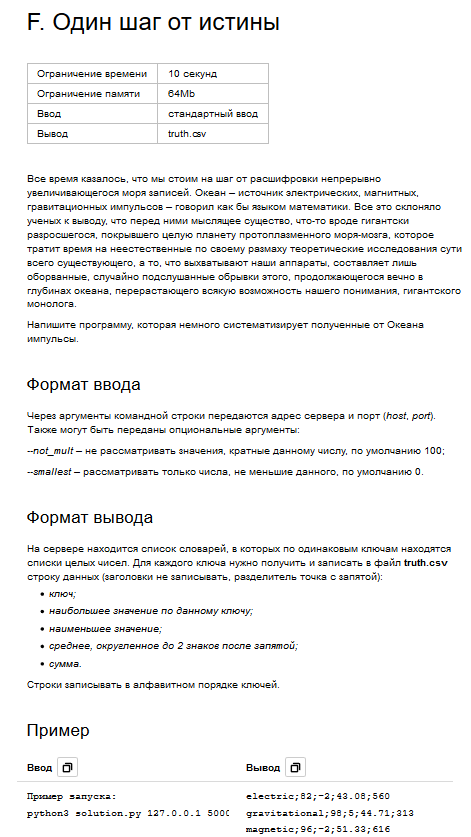 F. Один шаг от истины
Ограничение времени 10 секунд
Ограничение памяти 64Mb
Ввод стандартный ввод
Вывод truth.csv
Все время казалось, что мы стоим на шаг от расшифровки непрерывно
увеличивающегося моря записей. Океан – источник электрических, магнитных,
гравитационных импульсов – говорил как бы языком математики. Все это склоняло
ученых к выводу, что перед ними мыслящее существо, что-то вроде гигантски
разросшегося, покрывшего целую планету протоплазменного моря-мозга, которое
тратит время на неестественные по своему размаху теоретические исследования сути
всего существующего, а то, что выхватывают наши аппараты, составляет лишь
оборванные, случайно подслушанные обрывки этого, продолжающегося вечно в
глубинах океана, перерастающего всякую возможность нашего понимания, гигантского
монолога.
Напишите программу, которая немного систематизирует полученные от Океана
импульсы.
Формат ввода
Через аргументы командной строки передаются адрес сервера и порт (host, port).
Также могут быть переданы опциональные аргументы:
--not_mult – не рассматривать значения, кратные данному числу, по умолчанию 100;
--smallest – рассматривать только числа, не меньшие данного, по умолчанию 0.
Формат вывода
На сервере находится список словарей, в которых по одинаковым ключам находятся
списки целых чисел. Для каждого ключа нужно получить и записать в файл truth.csv
строку данных (заголовки не записывать, разделитель точка с запятой):
• ключ;
• наибольшее значение по данному ключу;
• наименьшее значение;
• среднее, округленное до 2 знаков после запятой;
• сумма.
Строки записывать в алфавитном порядке ключей.
Пример
Ввод Вывод
Пример запуска: electric;82;-2;43.08;560
python3 solution.py 127.0.0.1 5000 gravitational;98;5;44.71;313
magnetic;96;-2;51.33;616